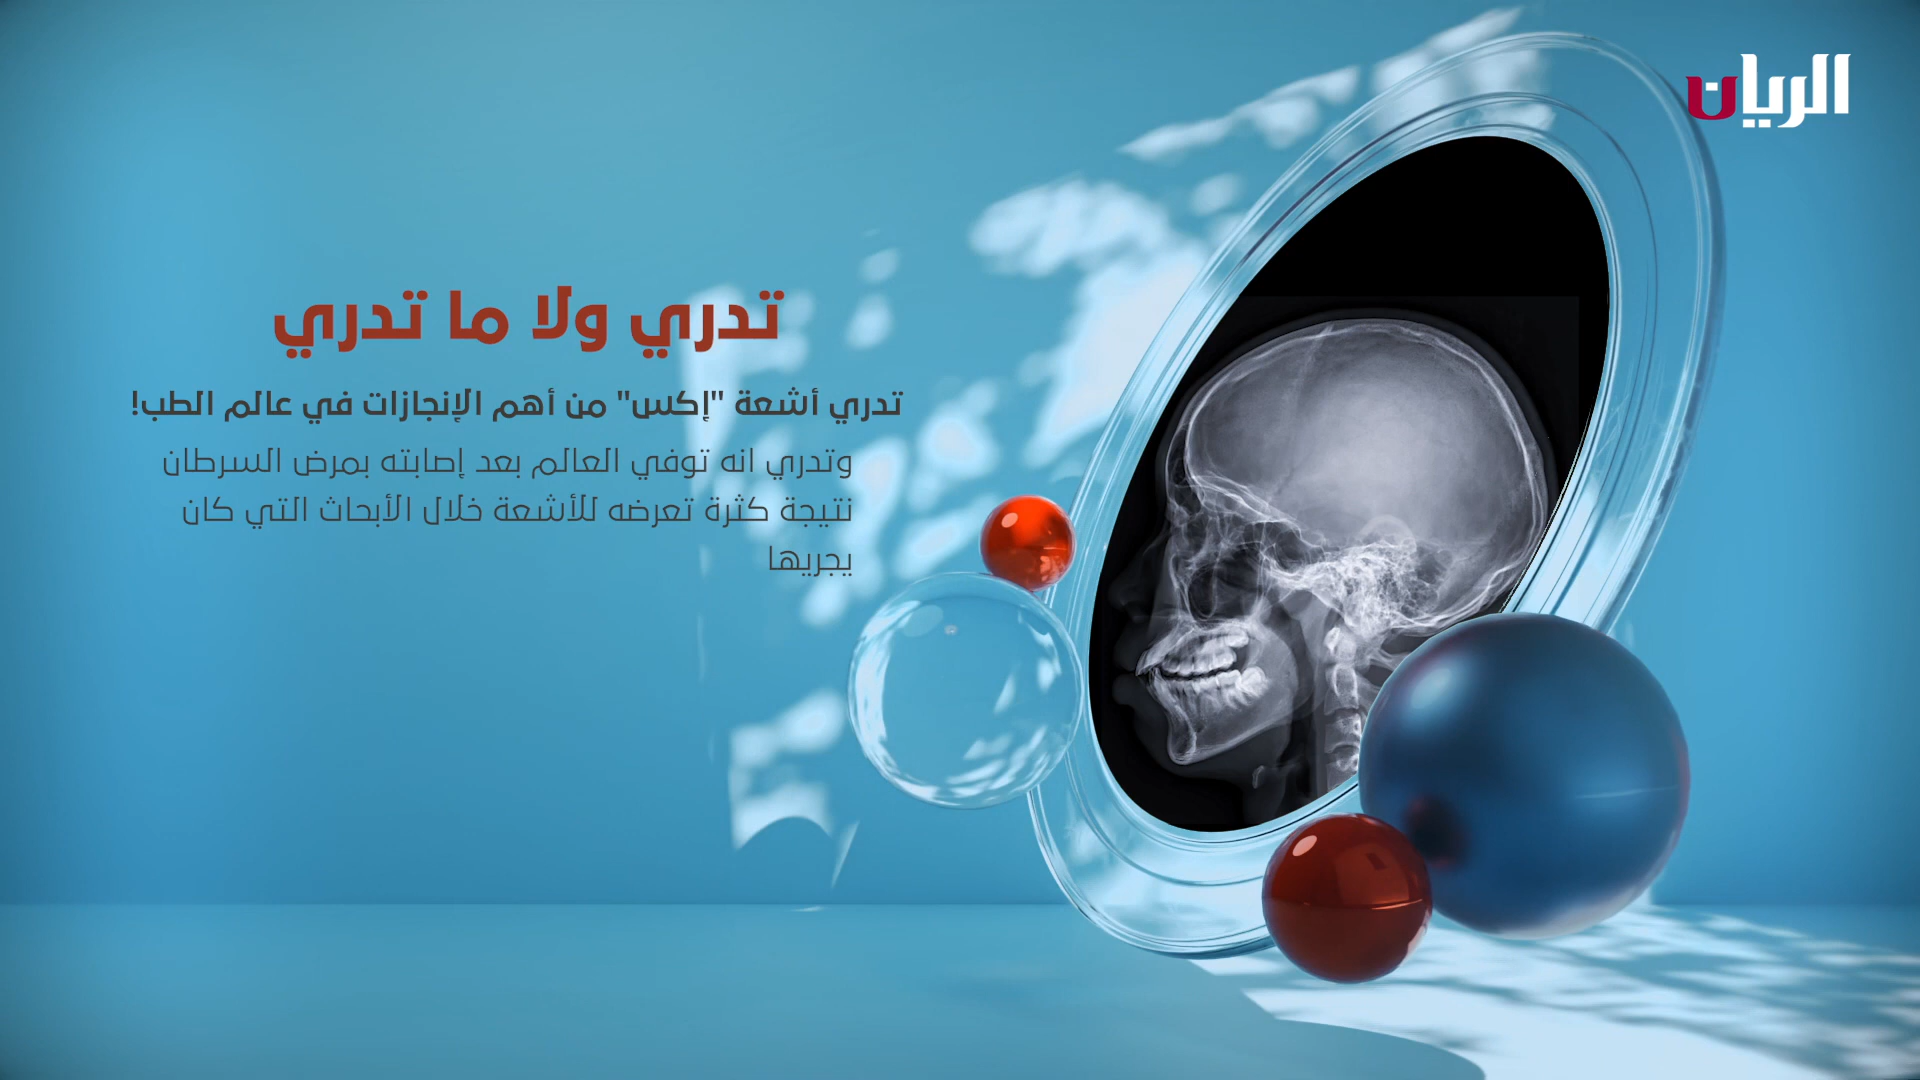 الريان
تدري ولا ما تدري
تدري أشعة "إكس" من أهم الإنجازات في عالم الطب!
وتدري انه توفي العالم بعد إصابته بمرض السرطان
نتيجة كثرة تعرضه للأشعة خلال الأبحاث التي كان
يجريها